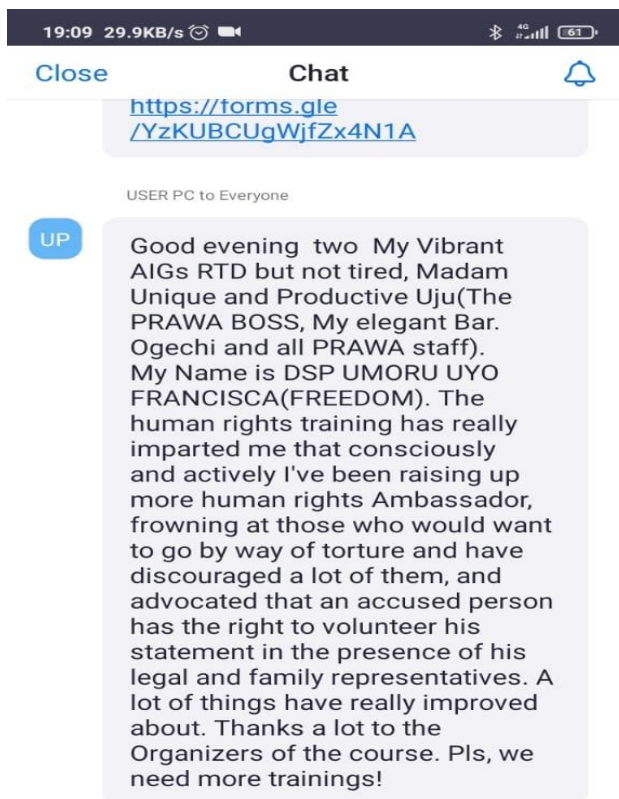 19:09 29.9KB/s 4G 61
Close Chat
https://forms.gle
/YzKUBCUgWjfZx4N1A
USER PC to Everyone
UP
Good evening two My Vibrant
AIGs RTD but not tired, Madam
Unique and Productive Uju(The
PRAWA BOSS, My elegant Bar.
Ogechi and all PRAWA staff).
My Name is DSP UMORU UYO
FRANCISCA(FREEDOM). The
human rights training has really
imparted me that consciously
and actively I've been raising up
more human rights Ambassador,
frowning at those who would want
to go by way of torture and have
discouraged a lot of them, and
advocated that an accused person
has the right to volunteer his
statement in the presence of his
legal and family representatives. A
lot of things have really improved
about. Thanks a lot to the
Organizers of the course. Pls, we
need more trainings!